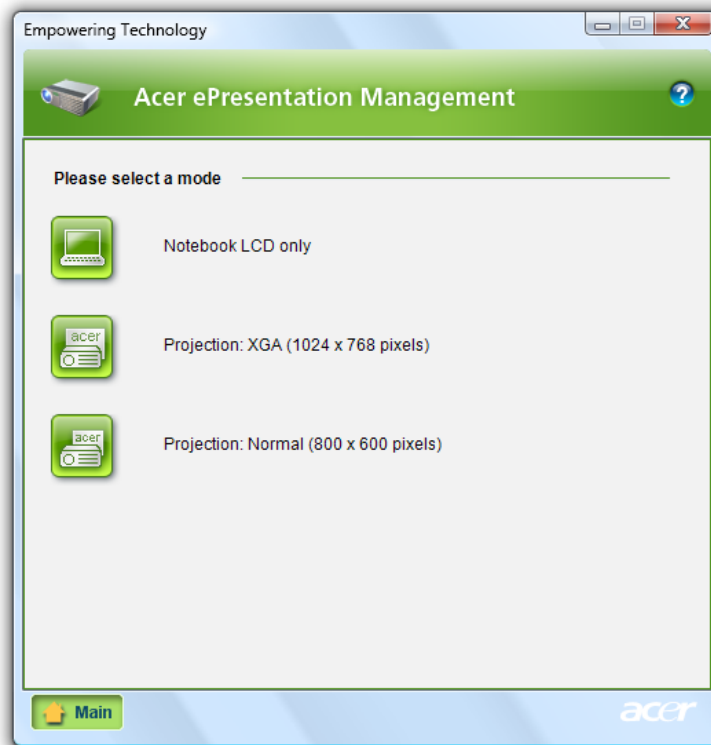 Empowering Technology
Acer ePresentation Management
?
Please select a mode
Notebook LCD only
acer
Projection: XGA (1024 x 768 pixels)
acer
Projection: Normal (800 x 600 pixels)
Main
acer